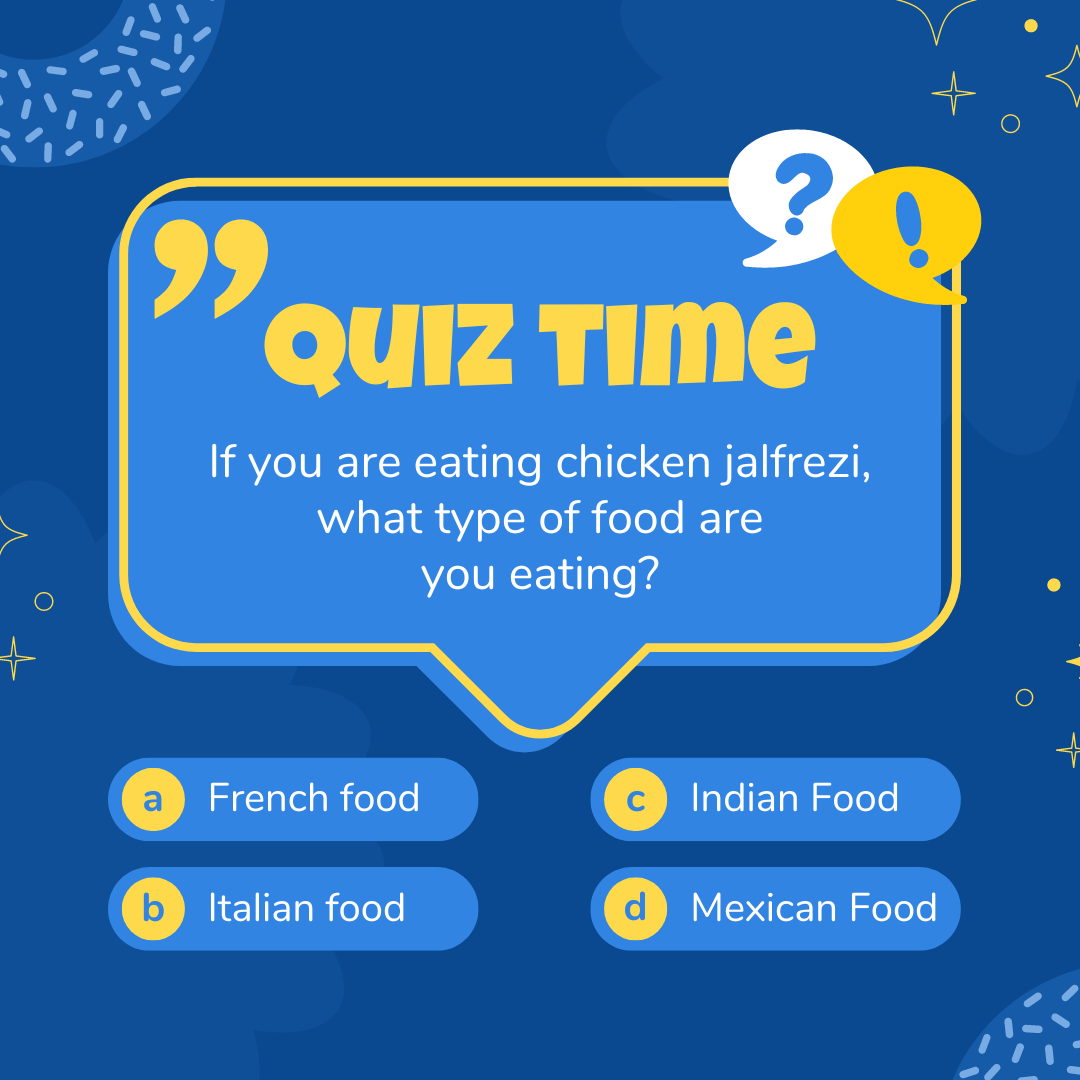 ”
QUIZ TIME
If you are eating chicken jalfrezi,
what type of food are
you eating?
a French food
b Italian food
c Indian Food
d Mexican Food
? !